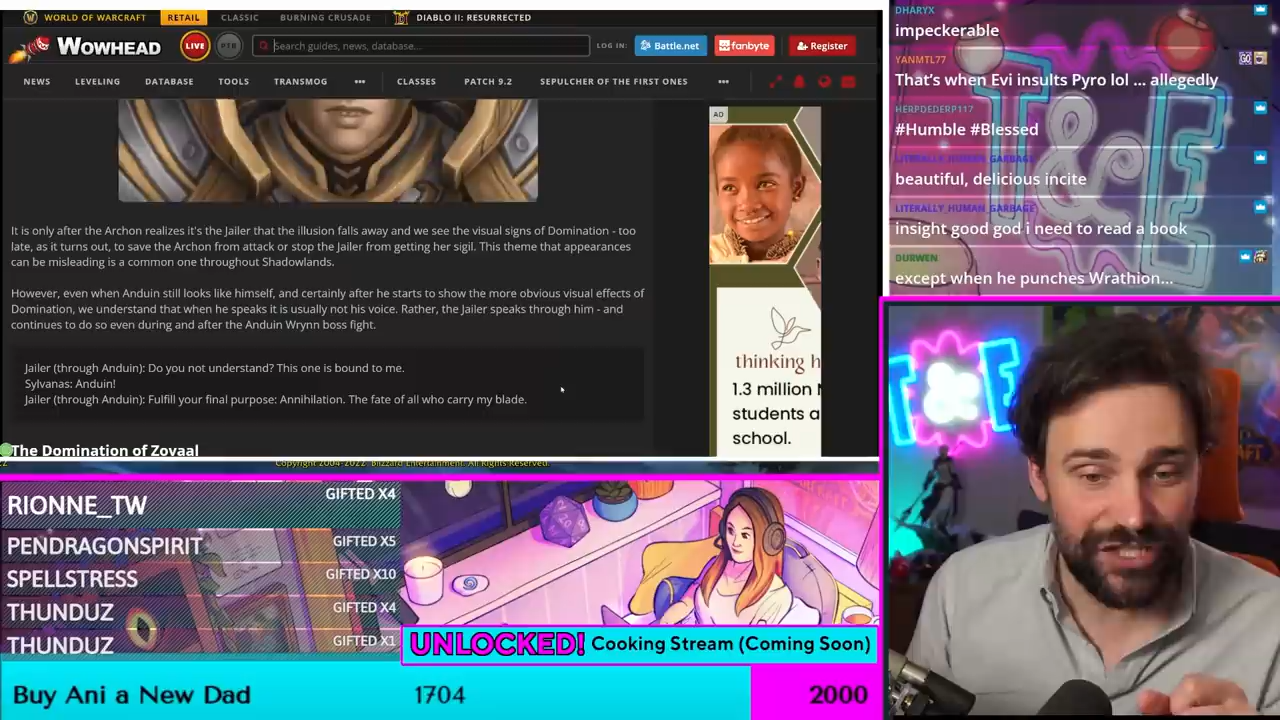 WORLD OF WARCRAFT RETAIL CLASSIC BURNING CRUSADE DIABLO II: RESURRECTED
WOWHEAD LIVE PTR Search guides, news, database... LOG IN: Battle.net fanbyte Register
NEWS LEVELING DATABASE TOOLS TRANSMOG ••• CLASSES PATCH 9.2 SEPULCHER OF THE FIRST ONES •••
AD
It is only after the Archon realizes it's the Jailer that the illusion falls away and we see the visual signs of Domination - too
late, as it turns out, to save the Archon from attack or stop the Jailer from getting her sigil. This theme that appearances
can be misleading is a common one throughout Shadowlands.
However, even when Anduin still looks like himself, and certainly after he starts to show the more obvious visual effects of
Domination, we understand that when he speaks it is usually not his voice. Rather, the Jailer speaks through him - and
continues to do so even during and after the Anduin Wrynn boss fight.
Jailer (through Anduin): Do you not understand? This one is bound to me.
Sylvanas: Anduin!
Jailer (through Anduin): Fulfill your final purpose: Annihilation. The fate of all who carry my blade.
The Domination of Zovaal
thinking h
1.3 million
students a
school.
Copyright 2004-2022 Blizzard Entertainment. All Rights Reserved.
DHARYX
impeckerable
YANMTL77
That's when Evi insults Pyro lol ... allegedly
HERPDEDERP117
#Humble #Blessed
LITERALLY_HUMAN_GARBAGE
beautiful, delicious incite
LITERALLY_HUMAN_GARBAGE
insight good god i need to read a book
DURWEN
except when he punches Wrathion...
T&E
RIONNE_TW GIFTED X4
PENDRAGONSPIRIT GIFTED X5
SPELLSTRESS GIFTED X10
THUNDUZ GIFTED X4
THUNDUZ GIFTED X1
UNLOCKED! Cooking Stream (Coming Soon)
Buy Ani a New Dad 1704 2000